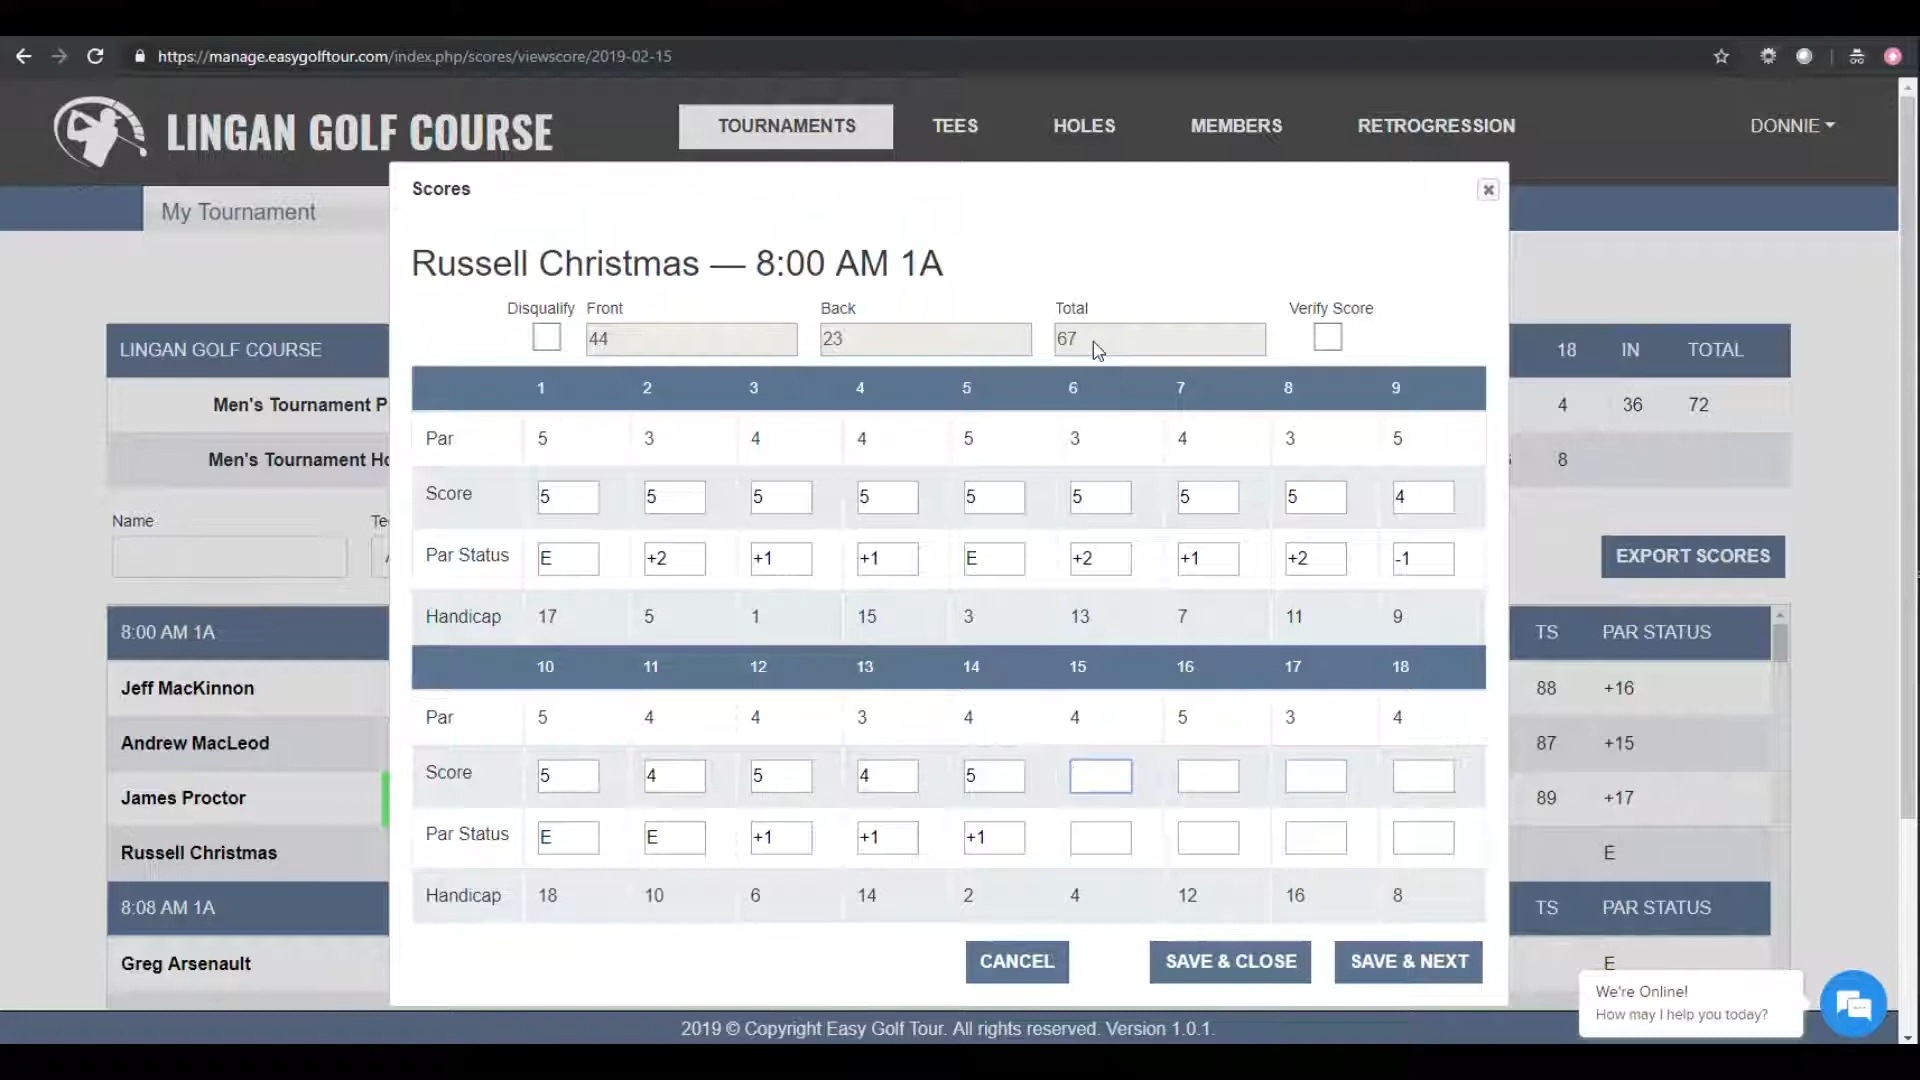 https://manage.easygolftour.com/index.php/scores/viewscore/2019-02-15
LINGAN GOLF COURSE TOURNAMENTS TEES HOLES MEMBERS RETROGRESSION DONNIE
My Tournament
Scores
Russell Christmas — 8:00 AM 1A
Disqualify Front Back Total Verify Score
44 23 67
LINGAN GOLF COURSE 18 IN TOTAL
1 2 3 4 5 6 7 8 9
Men's Tournament P 4 36 72
Par 5 3 4 4 5 3 4 3 5
Men's Tournament Ho 8
Score 5 5 5 5 5 5 5 5 4
Name Te
Par Status E +2 +1 +1 E +2 +1 +2 -1
EXPORT SCORES
Handicap 17 5 1 15 3 13 7 11 9
8:00 AM 1A TS PAR STATUS
10 11 12 13 14 15 16 17 18
Jeff MacKinnon 88 +16
Par 5 4 4 3 4 4 5 3 4
Andrew MacLeod 87 +15
Score 5 4 5 4 5
James Proctor 89 +17
Par Status E E +1 +1 +1
Russell Christmas E
Handicap 18 10 6 14 2 4 12 16 8
8:08 AM 1A TS PAR STATUS
CANCEL SAVE & CLOSE SAVE & NEXT
Greg Arsenault E
We're Online!
How may I help you today?
2019 © Copyright Easy Golf Tour. All rights reserved. Version 1.0.1.